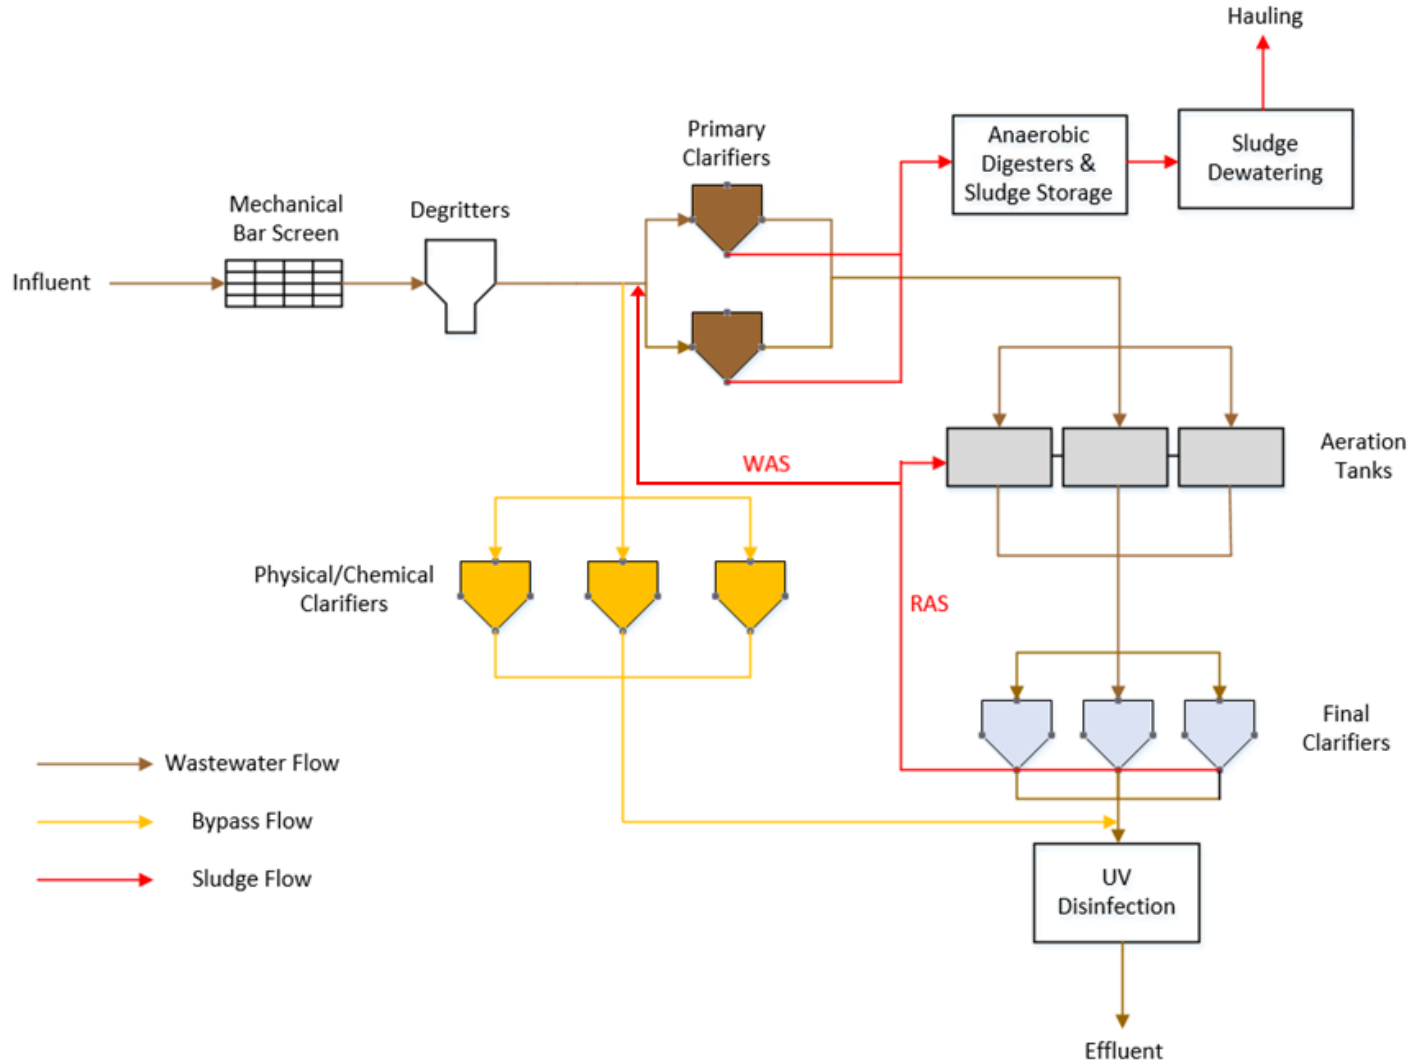 Hauling
Primary
Clarifiers
Anaerobic
Digesters &
Sludge Storage
Sludge
Dewatering
Mechanical
Bar Screen
Degritters
Influent
Aeration
Tanks
WAS
Physical/Chemical
Clarifiers
RAS
Final
Clarifiers
Wastewater Flow
Bypass Flow
Sludge Flow
UV
Disinfection
Effluent